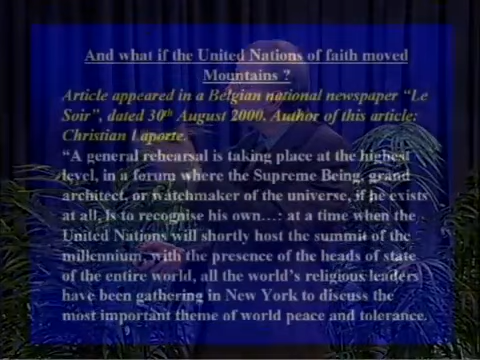 And what if the United Nations of faith moved
Mountains ?
Article appeared in a Belgian national newspaper “Le
Soir”, dated 30th August 2000. Author of this article:
Christian Laporte.
“A general rehearsal is taking place at the highest
level, in a forum where the Supreme Being, grand
architect, or watchmaker of the universe, if he exists
at all, Is to recognise his own…: at a time when the
United Nations will shortly host the summit of the
millennium, with the presence of the heads of state
of the entire world, all the world’s religious leaders
have been gathering in New York to discuss the
most important theme of world peace and tolerance.
9